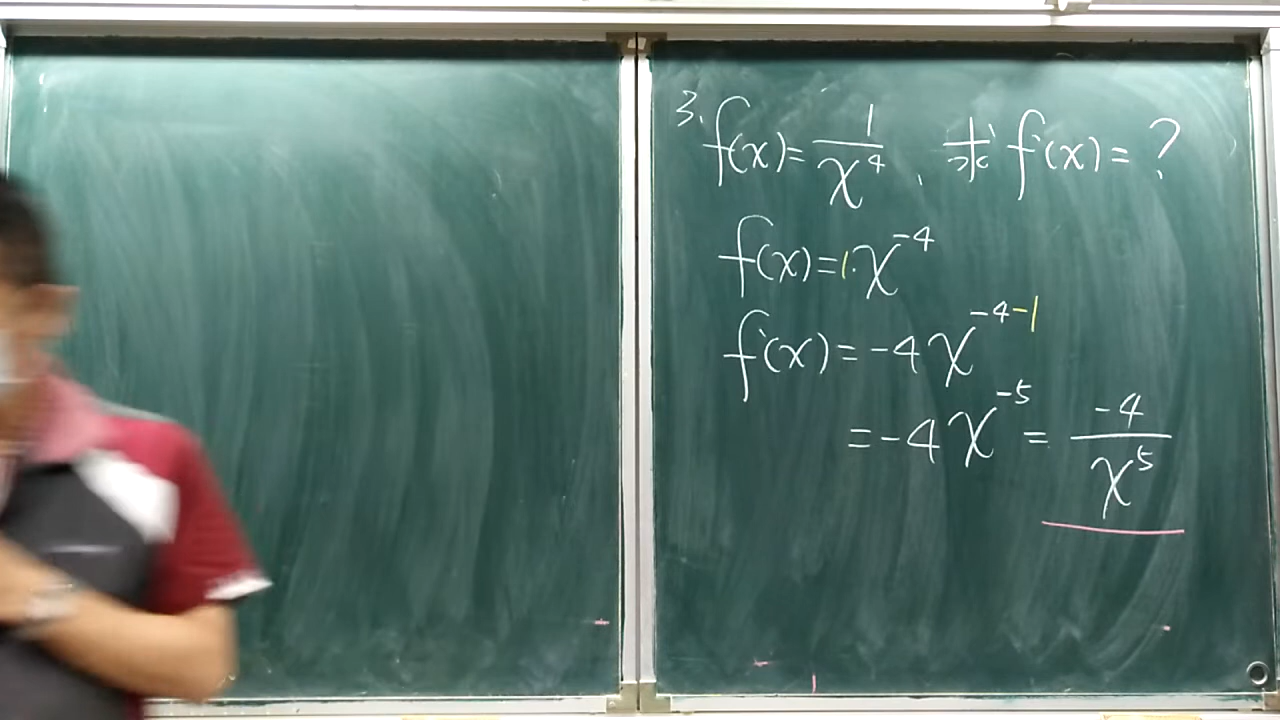 3. f(x)=1/x⁴, 求 f'(x)=?
f(x)=1·x⁻⁴
f'(x)=-4x⁻⁴⁻¹
=-4x⁻⁵=-4/x⁵